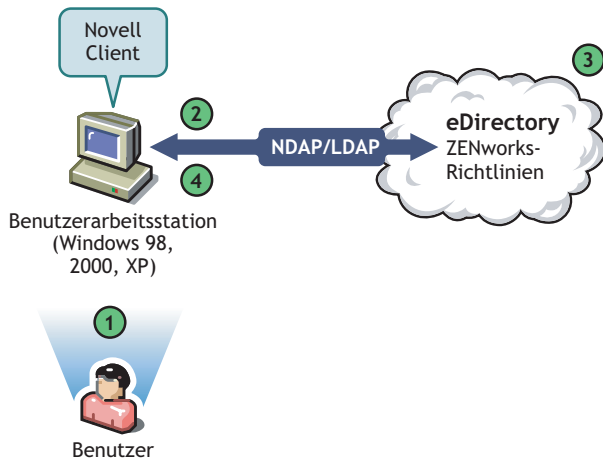 Novell
Client
3
2
eDirectory
NDAP/LDAP
ZENworks-
Richtlinien
4
Benutzerarbeitsstation
(Windows 98,
2000, XP)
1
Benutzer